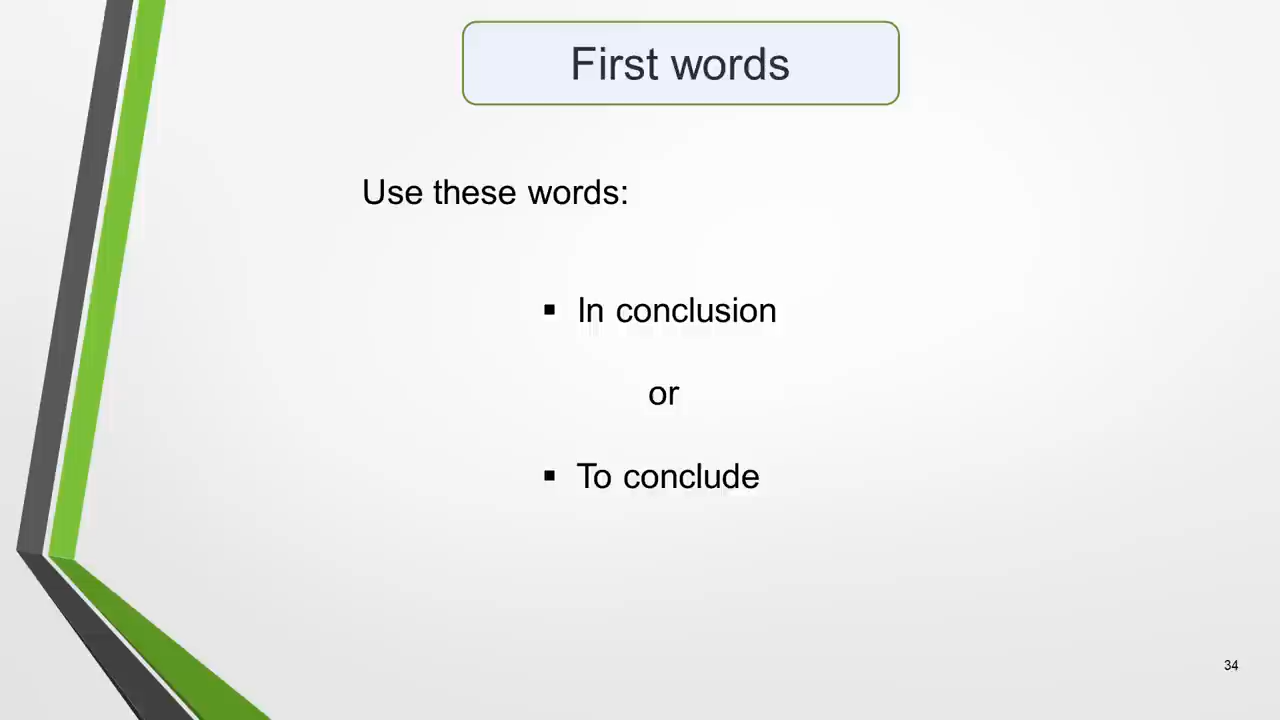 First words
Use these words:
▪ In conclusion
or
▪ To conclude
34